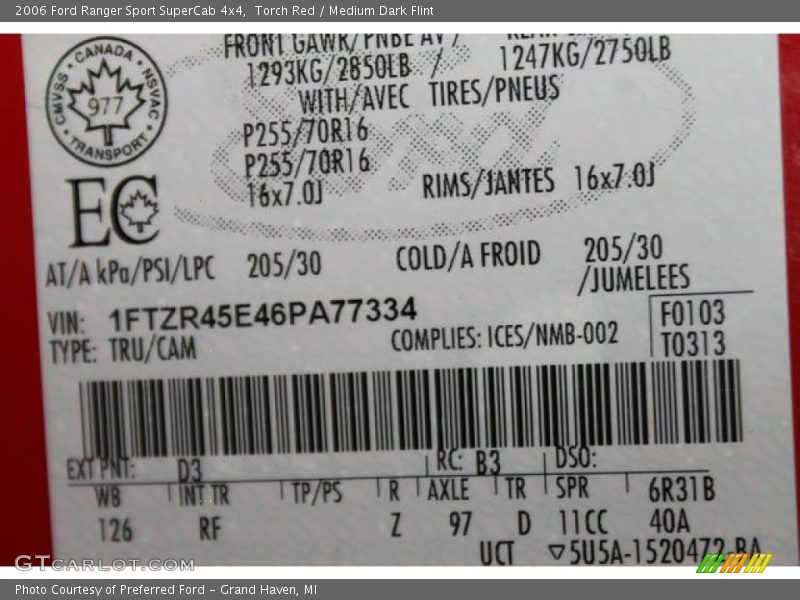 2006 Ford Ranger Sport SuperCab 4x4,  Torch Red / Medium Dark Flint
FRONT GAWR/PNBE AV /
1293KG/2850LB / 1247KG/2750LB
WITH/AVEC TIRES/PNEUS
P255/70R16
P255/70R16
16x7.0J RIMS/JANTES 16x7.0J
CANADA
CMVSS NSVAC
977
TRANSPORT
EC
AT/A kPa/PSI/LPC 205/30 COLD/A FROID 205/30
/JUMELEES
VIN: 1FTZR45E46PA77334 F0103
TYPE: TRU/CAM COMPLIES: ICES/NMB-002 T0313
EXT PNT: D3 RC: B3 DSO:
WB INT TR TP/PS R AXLE TR SPR 6R31B
126 RF Z 97 D 11CC 40A
UCT ▽5U5A-1520472-BA
GTCarLot.com
Photo Courtesy of Preferred Ford – Grand Haven, MI